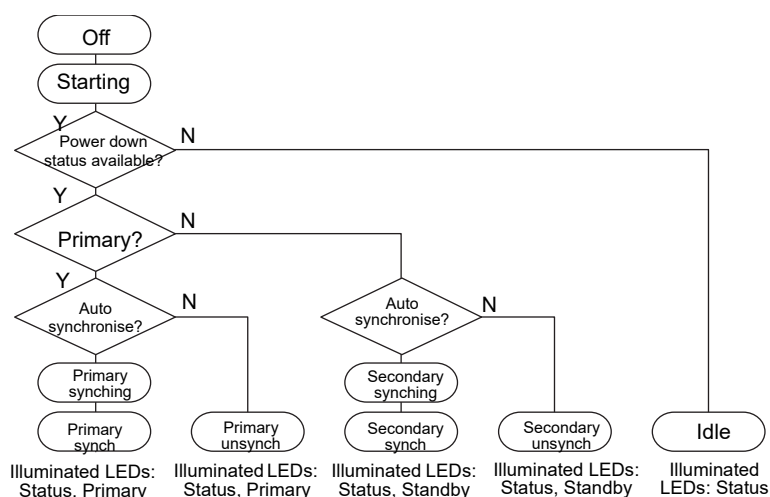 Off
Starting
Y
N
Power down
status available?
Y
N
Primary?
Y
N
N
Auto
synchronise?
Auto
synchronise?
Primary
synching
Secondary
synching
Primary
synch
Primary
unsynch
Secondary
synch
Secondary
unsynch
Idle
Illuminated LEDs:
Status, Primary
Illuminated LEDs:
Status, Primary
Illuminated LEDs:
Status, Standby
Illuminated LEDs:
Status, Standby
Illuminated
LEDs: Status